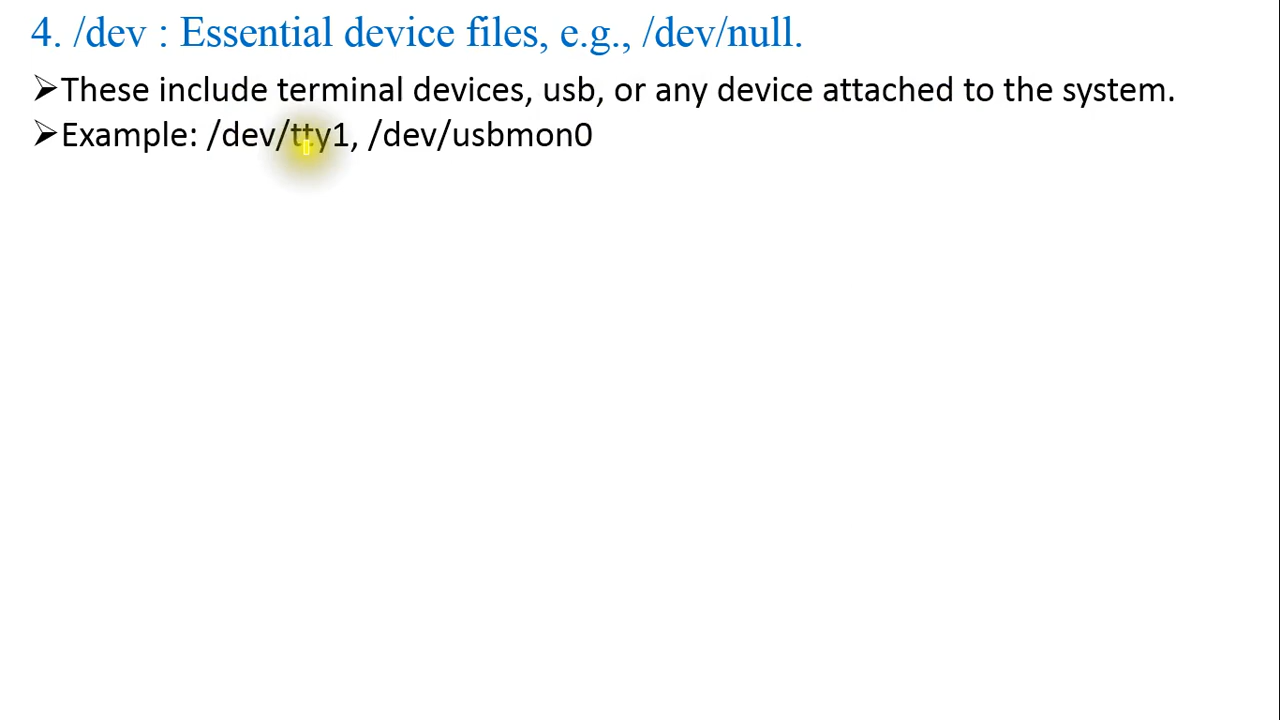 4. /dev : Essential device files, e.g., /dev/null.
➢These include terminal devices, usb, or any device attached to the system.
➢Example: /dev/tty1, /dev/usbmon0